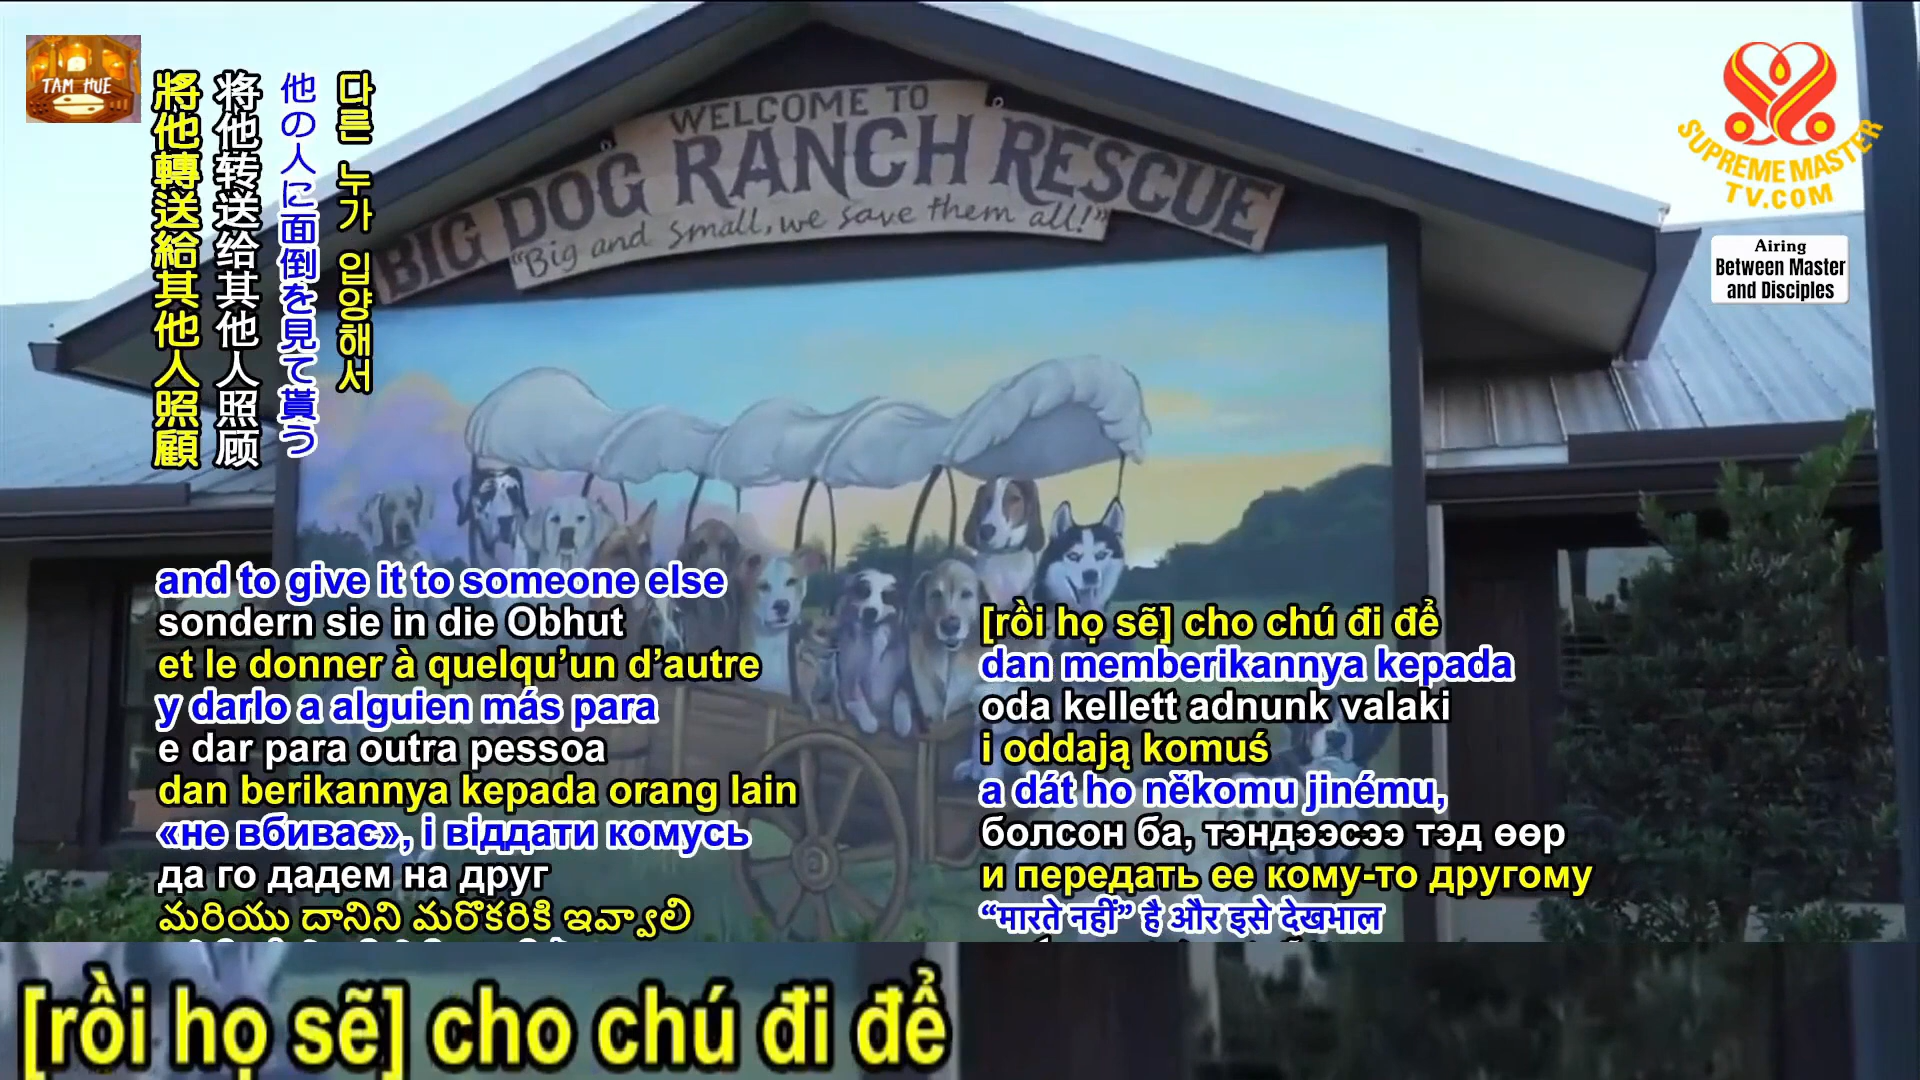 TAM HUE
將他轉送給其他人照顧
将他转送给其他人照顾
他の人に面倒を見て貰う
다른 누가 입양해서
WELCOME TO
BIG DOG RANCH RESCUE
"Big and Small, we save them all!"
SUPREME MASTER
TV.COM
Airing
Between Master
and Disciples
and to give it to someone else
sondern sie in die Obhut
et le donner à quelqu’un d’autre
y darlo a alguien más para
e dar para outra pessoa
dan berikannya kepada orang lain
«не вбиває», і віддати комусь
да го дадем на друг
మరియు దానిని మరొకరికి ఇవ్వాలి
[rồi họ sẽ] cho chú đi để
dan memberikannya kepada
oda kellett adnunk valaki
i oddają komuś
a dát ho někomu jinému,
болсон ба, тэндээсээ тэд өөр
и передать ее кому-то другому
“मारते नहीं” है और इसे देखभाल
[rồi họ sẽ] cho chú đi để